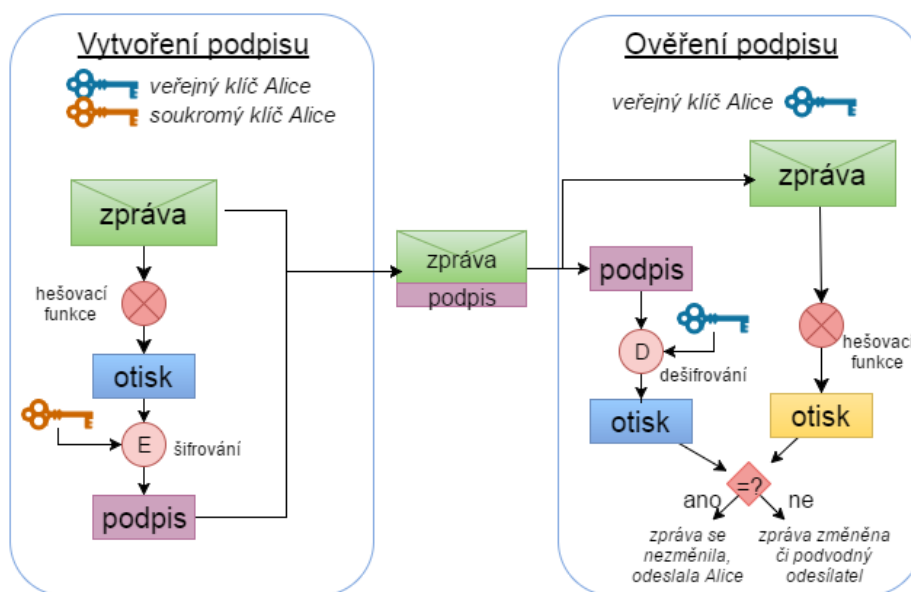 Vytvoření podpisu
veřejný klíč Alice
soukromý klíč Alice
zpráva
hešovací
funkce
otisk
E
šifrování
podpis
zpráva
podpis
Ověření podpisu
veřejný klíč Alice
zpráva
podpis
D
dešifrování
hešovací
funkce
otisk
otisk
=?
ano
ne
zpráva se
nezměnila,
odeslala Alice
zpráva změněna
či podvodný
odesílatel